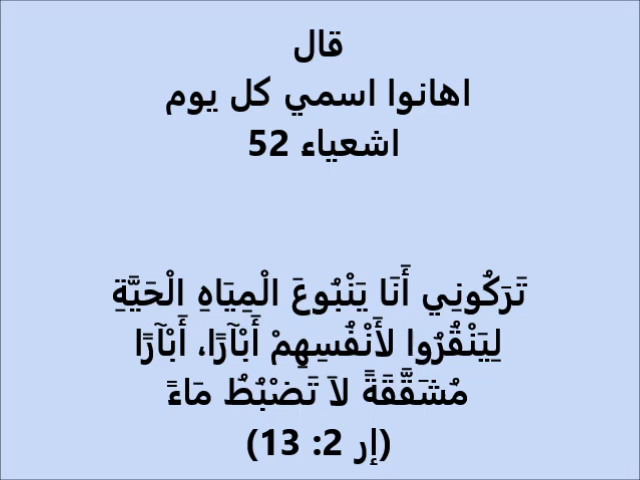 قال
اهانوا اسمي كل يوم
اشعياء 52
تَرَكُونِي أَنَا يَنْبُوعَ الْمِيَاهِ الْحَيَّةِ
لِيَنْقُرُوا لأَنْفُسِهِمْ أَبْآرًا، أَبْآرًا
مُشَقَّقَةً لاَ تَضْبُطُ مَاءً
(إر 2: 13)